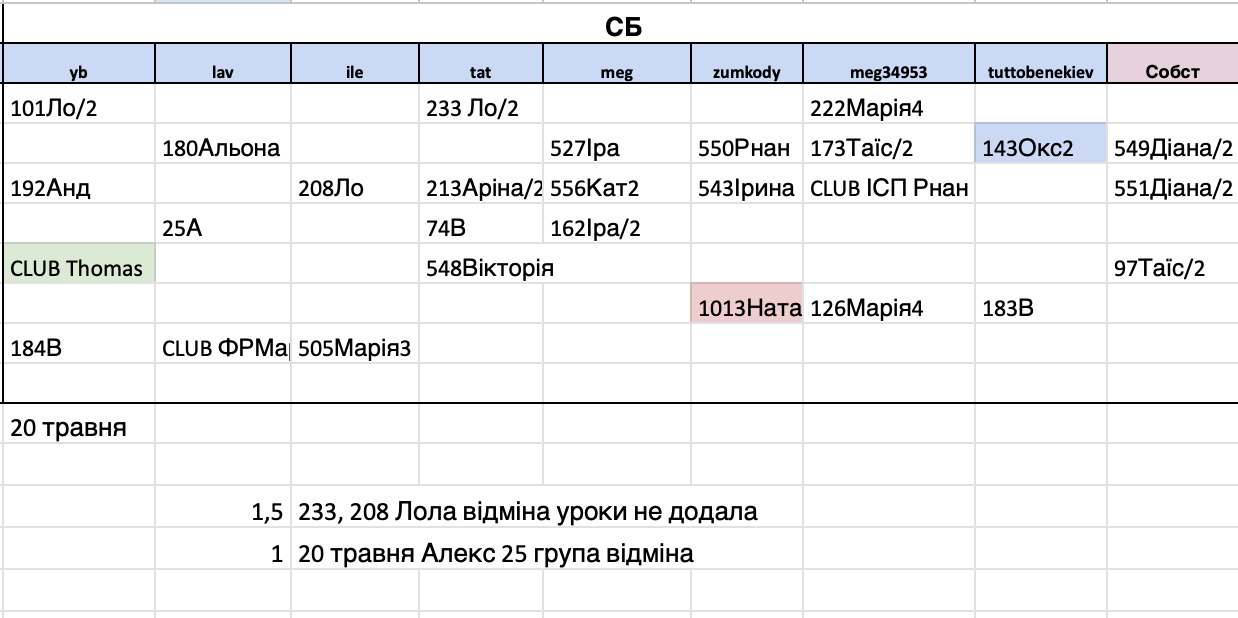 СБ
yb lav ile tat meg zumkody meg34953 tuttobenekiev Собст
101Ло/2 233 Ло/2 222Марія4
180Альона 527Іра 550Рнан 173Таїс/2 143Окс2 549Діана/2
192Анд 208Ло 213Аріна/2 556Кат2 543Ірина CLUB ІСП Рнан 551Діана/2
25А 74В 162Іра/2
CLUB Thomas 548Вікторія 97Таїс/2
1013Ната 126Марія4 183В
184В CLUB ФРМа 505Марія3
20 травня
1,5 233, 208 Лола відміна уроки не додала
1 20 травня Алекс 25 група відміна